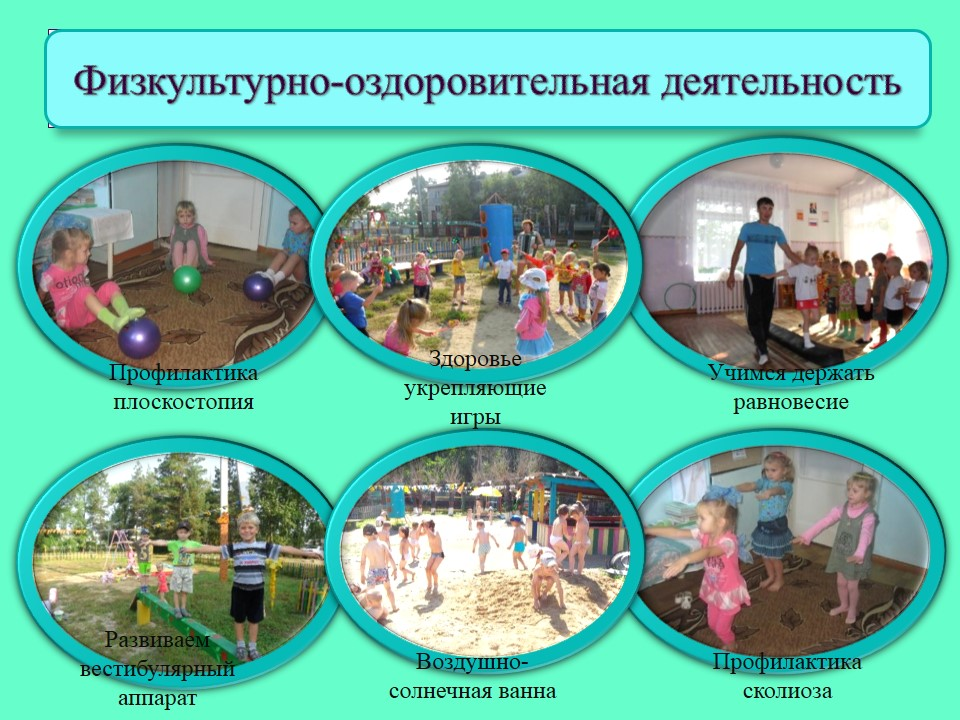 Физкультурно-оздоровительная деятельность
Профилактика
плоскостопия
Здоровье
укрепляющие
игры
Учимся держать
равновесие
Развиваем
вестибулярный
аппарат
Воздушно-
солнечная ванна
Профилактика
сколиоза